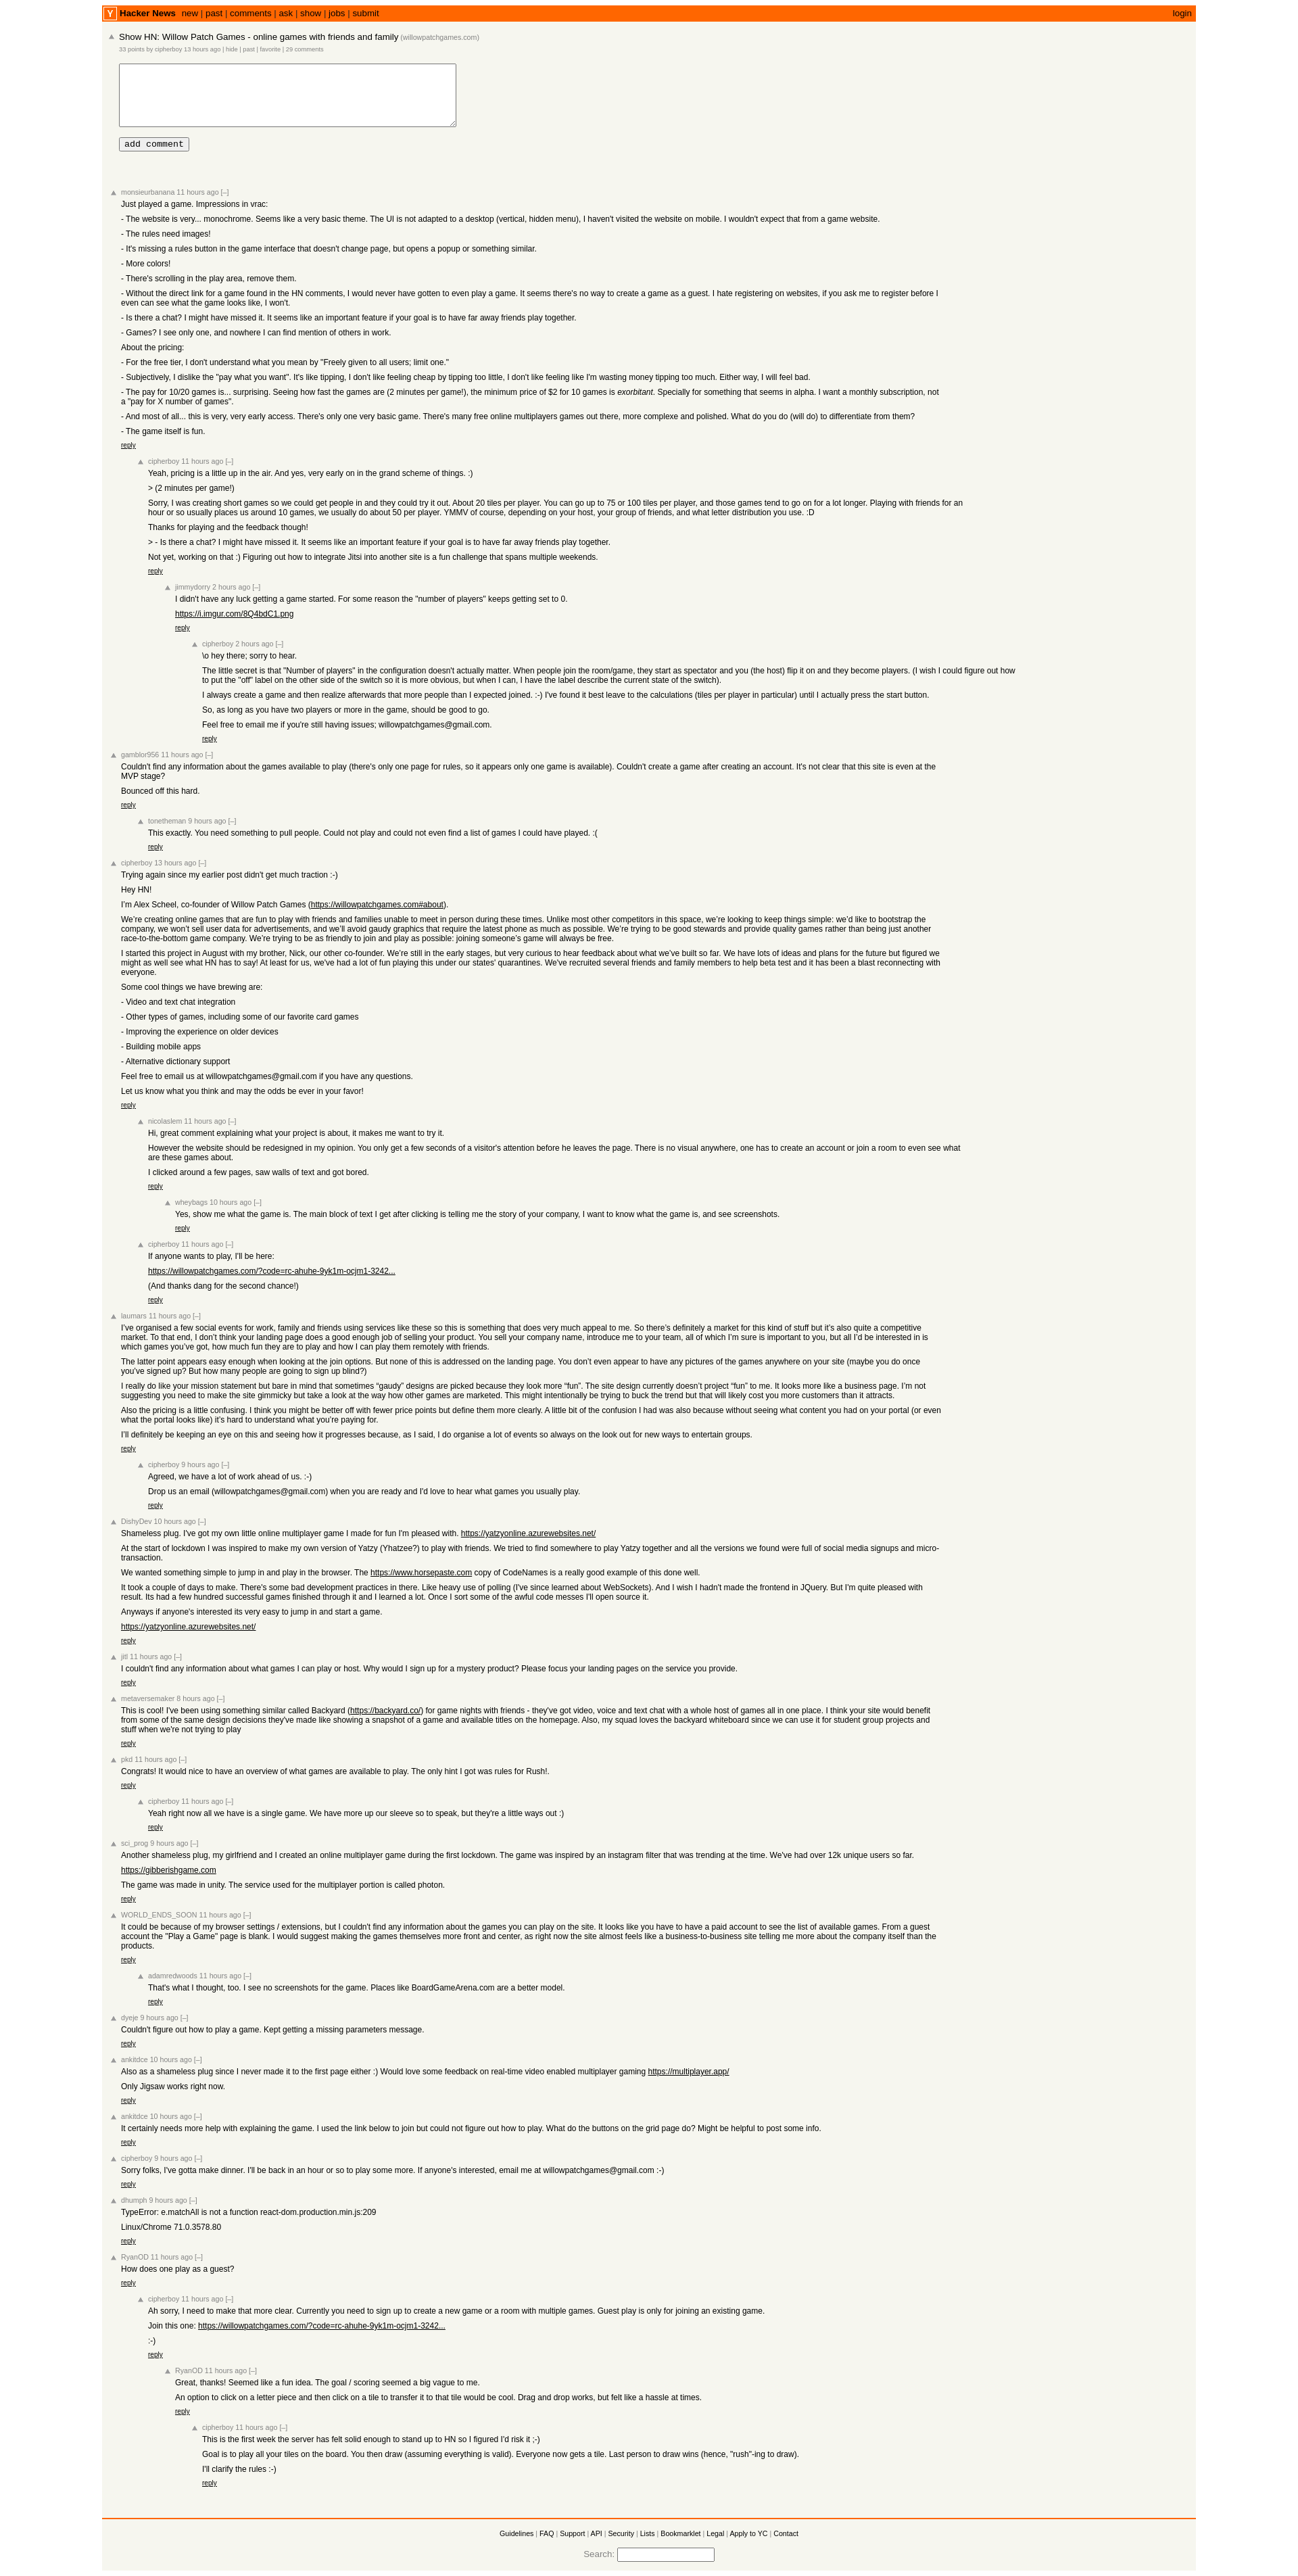 Y Hacker News new | past | comments | ask | show | jobs | submit login
Show HN: Willow Patch Games - online games with friends and family (willowpatchgames.com)
33 points by cipherboy 13 hours ago | hide | past | favorite | 29 comments
add comment
monsieurbanana 11 hours ago [–]
Just played a game. Impressions in vrac:
- The website is very... monochrome. Seems like a very basic theme. The UI is not adapted to a desktop (vertical, hidden menu), I haven't visited the website on mobile. I wouldn't expect that from a game website.
- The rules need images!
- It's missing a rules button in the game interface that doesn't change page, but opens a popup or something similar.
- More colors!
- There's scrolling in the play area, remove them.
- Without the direct link for a game found in the HN comments, I would never have gotten to even play a game. It seems there's no way to create a game as a guest. I hate registering on websites, if you ask me to register before I
even can see what the game looks like, I won't.
- Is there a chat? I might have missed it. It seems like an important feature if your goal is to have far away friends play together.
- Games? I see only one, and nowhere I can find mention of others in work.
About the pricing:
- For the free tier, I don't understand what you mean by "Freely given to all users; limit one."
- Subjectively, I dislike the "pay what you want". It's like tipping, I don't like feeling cheap by tipping too little, I don't like feeling like I'm wasting money tipping too much. Either way, I will feel bad.
- The pay for 10/20 games is... surprising. Seeing how fast the games are (2 minutes per game!), the minimum price of $2 for 10 games is exorbitant. Specially for something that seems in alpha. I want a monthly subscription, not
a "pay for X number of games".
- And most of all... this is very, very early access. There's only one very basic game. There's many free online multiplayers games out there, more complexe and polished. What do you do (will do) to differentiate from them?
- The game itself is fun.
reply
cipherboy 11 hours ago [–]
Yeah, pricing is a little up in the air. And yes, very early on in the grand scheme of things. :)
> (2 minutes per game!)
Sorry, I was creating short games so we could get people in and they could try it out. About 20 tiles per player. You can go up to 75 or 100 tiles per player, and those games tend to go on for a lot longer. Playing with friends for an
hour or so usually places us around 10 games, we usually do about 50 per player. YMMV of course, depending on your host, your group of friends, and what letter distribution you use. :D
Thanks for playing and the feedback though!
> - Is there a chat? I might have missed it. It seems like an important feature if your goal is to have far away friends play together.
Not yet, working on that :) Figuring out how to integrate Jitsi into another site is a fun challenge that spans multiple weekends.
reply
jimmydorry 2 hours ago [–]
I didn't have any luck getting a game started. For some reason the "number of players" keeps getting set to 0.
https://i.imgur.com/8Q4bdC1.png
reply
cipherboy 2 hours ago [–]
\o hey there; sorry to hear.
The little secret is that "Number of players" in the configuration doesn't actually matter. When people join the room/game, they start as spectator and you (the host) flip it on and they become players. (I wish I could figure out how
to put the "off" label on the other side of the switch so it is more obvious, but when I can, I have the label describe the current state of the switch).
I always create a game and then realize afterwards that more people than I expected joined. :-) I've found it best leave to the calculations (tiles per player in particular) until I actually press the start button.
So, as long as you have two players or more in the game, should be good to go.
Feel free to email me if you're still having issues; willowpatchgames@gmail.com.
reply
gamblor956 11 hours ago [–]
Couldn't find any information about the games available to play (there's only one page for rules, so it appears only one game is available). Couldn't create a game after creating an account. It's not clear that this site is even at the
MVP stage?
Bounced off this hard.
reply
tonetheman 9 hours ago [–]
This exactly. You need something to pull people. Could not play and could not even find a list of games I could have played. :(
reply
cipherboy 13 hours ago [–]
Trying again since my earlier post didn't get much traction :-)
Hey HN!
I'm Alex Scheel, co-founder of Willow Patch Games (https://willowpatchgames.com#about).
We're creating online games that are fun to play with friends and families unable to meet in person during these times. Unlike most other competitors in this space, we're looking to keep things simple: we'd like to bootstrap the
company, we won't sell user data for advertisements, and we'll avoid gaudy graphics that require the latest phone as much as possible. We're trying to be good stewards and provide quality games rather than being just another
race-to-the-bottom game company. We're trying to be as friendly to join and play as possible: joining someone's game will always be free.
I started this project in August with my brother, Nick, our other co-founder. We're still in the early stages, but very curious to hear feedback about what we've built so far. We have lots of ideas and plans for the future but figured we
might as well see what HN has to say! At least for us, we've had a lot of fun playing this under our states' quarantines. We've recruited several friends and family members to help beta test and it has been a blast reconnecting with
everyone.
Some cool things we have brewing are:
- Video and text chat integration
- Other types of games, including some of our favorite card games
- Improving the experience on older devices
- Building mobile apps
- Alternative dictionary support
Feel free to email us at willowpatchgames@gmail.com if you have any questions.
Let us know what you think and may the odds be ever in your favor!
reply
nicolaslem 11 hours ago [–]
Hi, great comment explaining what your project is about, it makes me want to try it.
However the website should be redesigned in my opinion. You only get a few seconds of a visitor's attention before he leaves the page. There is no visual anywhere, one has to create an account or join a room to even see what
are these games about.
I clicked around a few pages, saw walls of text and got bored.
reply
wheybags 10 hours ago [–]
Yes, show me what the game is. The main block of text I get after clicking is telling me the story of your company, I want to know what the game is, and see screenshots.
reply
cipherboy 11 hours ago [–]
If anyone wants to play, I'll be here:
https://willowpatchgames.com/?code=rc-ahuhe-9yk1m-ocjm1-3242...
(And thanks dang for the second chance!)
reply
laumars 11 hours ago [–]
I've organised a few social events for work, family and friends using services like these so this is something that does very much appeal to me. So there's definitely a market for this kind of stuff but it's also quite a competitive
market. To that end, I don't think your landing page does a good enough job of selling your product. You sell your company name, introduce me to your team, all of which I'm sure is important to you, but all I'd be interested in is
which games you've got, how much fun they are to play and how I can play them remotely with friends.
The latter point appears easy enough when looking at the join options. But none of this is addressed on the landing page. You don't even appear to have any pictures of the games anywhere on your site (maybe you do once
you've signed up? But how many people are going to sign up blind?)
I really do like your mission statement but bare in mind that sometimes “gaudy” designs are picked because they look more “fun”. The site design currently doesn't project “fun” to me. It looks more like a business page. I'm not
suggesting you need to make the site gimmicky but take a look at the way how other games are marketed. This might intentionally be trying to buck the trend but that will likely cost you more customers than it attracts.
Also the pricing is a little confusing. I think you might be better off with fewer price points but define them more clearly. A little bit of the confusion I had was also because without seeing what content you had on your portal (or even
what the portal looks like) it's hard to understand what you're paying for.
I'll definitely be keeping an eye on this and seeing how it progresses because, as I said, I do organise a lot of events so always on the look out for new ways to entertain groups.
reply
cipherboy 9 hours ago [–]
Agreed, we have a lot of work ahead of us. :-)
Drop us an email (willowpatchgames@gmail.com) when you are ready and I'd love to hear what games you usually play.
reply
DishyDev 10 hours ago [–]
Shameless plug. I've got my own little online multiplayer game I made for fun I'm pleased with. https://yatzyonline.azurewebsites.net/
At the start of lockdown I was inspired to make my own version of Yatzy (Yhatzee?) to play with friends. We tried to find somewhere to play Yatzy together and all the versions we found were full of social media signups and micro-
transaction.
We wanted something simple to jump in and play in the browser. The https://www.horsepaste.com copy of CodeNames is a really good example of this done well.
It took a couple of days to make. There's some bad development practices in there. Like heavy use of polling (I've since learned about WebSockets). And I wish I hadn't made the frontend in JQuery. But I'm quite pleased with
result. Its had a few hundred successful games finished through it and I learned a lot. Once I sort some of the awful code messes I'll open source it.
Anyways if anyone's interested its very easy to jump in and start a game.
https://yatzyonline.azurewebsites.net/
reply
jitl 11 hours ago [–]
I couldn't find any information about what games I can play or host. Why would I sign up for a mystery product? Please focus your landing pages on the service you provide.
reply
metaversemaker 8 hours ago [–]
This is cool! I've been using something similar called Backyard (https://backyard.co/) for game nights with friends - they've got video, voice and text chat with a whole host of games all in one place. I think your site would benefit
from some of the same design decisions they've made like showing a snapshot of a game and available titles on the homepage. Also, my squad loves the backyard whiteboard since we can use it for student group projects and
stuff when we're not trying to play
reply
pkd 11 hours ago [–]
Congrats! It would nice to have an overview of what games are available to play. The only hint I got was rules for Rush!.
reply
cipherboy 11 hours ago [–]
Yeah right now all we have is a single game. We have more up our sleeve so to speak, but they're a little ways out :)
reply
sci_prog 9 hours ago [–]
Another shameless plug, my girlfriend and I created an online multiplayer game during the first lockdown. The game was inspired by an instagram filter that was trending at the time. We've had over 12k unique users so far.
https://gibberishgame.com
The game was made in unity. The service used for the multiplayer portion is called photon.
reply
WORLD_ENDS_SOON 11 hours ago [–]
It could be because of my browser settings / extensions, but I couldn't find any information about the games you can play on the site. It looks like you have to have a paid account to see the list of available games. From a guest
account the "Play a Game" page is blank. I would suggest making the games themselves more front and center, as right now the site almost feels like a business-to-business site telling me more about the company itself than the
products.
reply
adamredwoods 11 hours ago [–]
That's what I thought, too. I see no screenshots for the game. Places like BoardGameArena.com are a better model.
reply
dyeje 9 hours ago [–]
Couldn't figure out how to play a game. Kept getting a missing parameters message.
reply
ankitdce 10 hours ago [–]
Also as a shameless plug since I never made it to the first page either :) Would love some feedback on real-time video enabled multiplayer gaming https://multiplayer.app/
Only Jigsaw works right now.
reply
ankitdce 10 hours ago [–]
It certainly needs more help with explaining the game. I used the link below to join but could not figure out how to play. What do the buttons on the grid page do? Might be helpful to post some info.
reply
cipherboy 9 hours ago [–]
Sorry folks, I've gotta make dinner. I'll be back in an hour or so to play some more. If anyone's interested, email me at willowpatchgames@gmail.com :-)
reply
dhumph 9 hours ago [–]
TypeError: e.matchAll is not a function react-dom.production.min.js:209
Linux/Chrome 71.0.3578.80
reply
RyanOD 11 hours ago [–]
How does one play as a guest?
reply
cipherboy 11 hours ago [–]
Ah sorry, I need to make that more clear. Currently you need to sign up to create a new game or a room with multiple games. Guest play is only for joining an existing game.
Join this one: https://willowpatchgames.com/?code=rc-ahuhe-9yk1m-ocjm1-3242...
:-)
reply
RyanOD 11 hours ago [–]
Great, thanks! Seemed like a fun idea. The goal / scoring seemed a big vague to me.
An option to click on a letter piece and then click on a tile to transfer it to that tile would be cool. Drag and drop works, but felt like a hassle at times.
reply
cipherboy 11 hours ago [–]
This is the first week the server has felt solid enough to stand up to HN so I figured I'd risk it ;-)
Goal is to play all your tiles on the board. You then draw (assuming everything is valid). Everyone now gets a tile. Last person to draw wins (hence, "rush"-ing to draw).
I'll clarify the rules :-)
reply
Guidelines | FAQ | Support | API | Security | Lists | Bookmarklet | Legal | Apply to YC | Contact
Search: